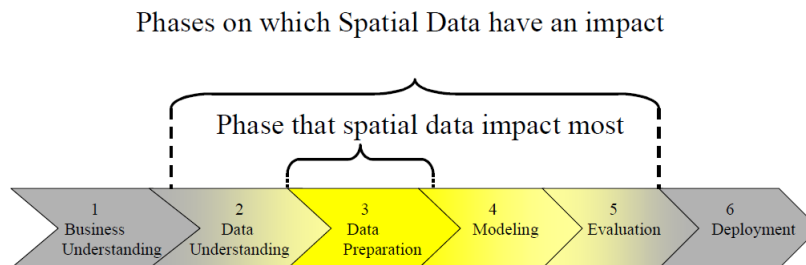 Phases on which Spatial Data have an impact
Phase that spatial data impact most
1
Business
Understanding
2
Data
Understanding
3
Data
Preparation
4
Modeling
5
Evaluation
6
Deployment